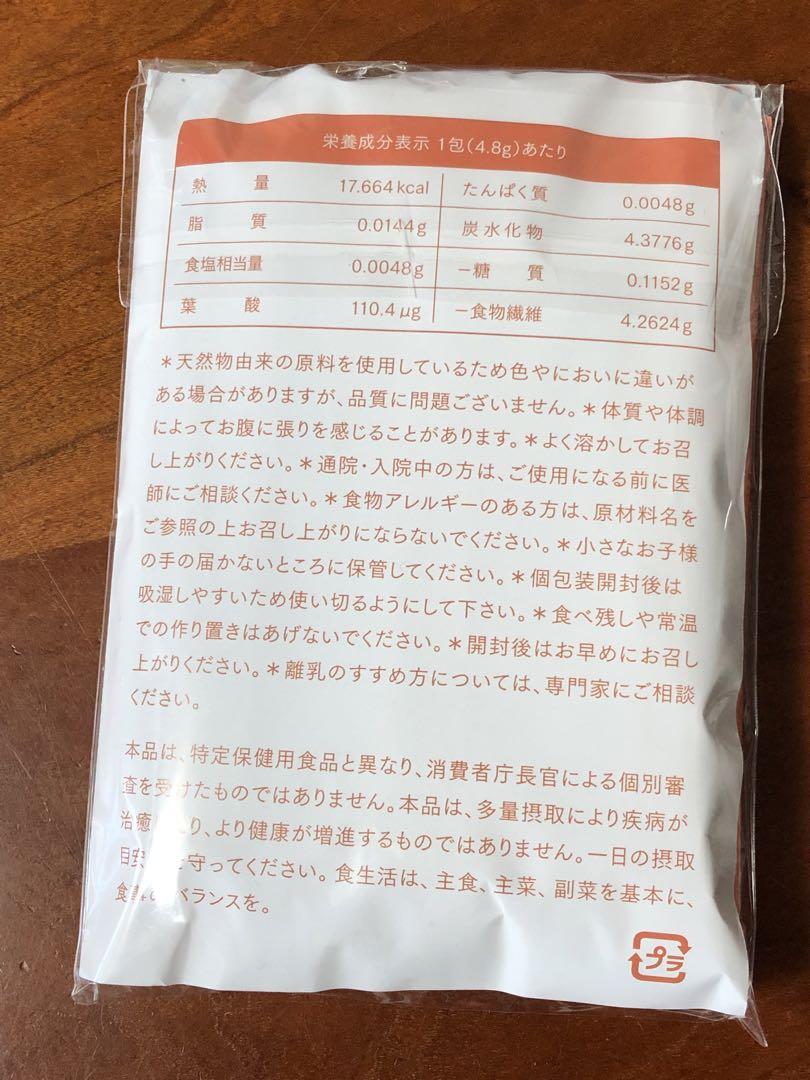 栄養成分表示 1包(4.8g)あたり
熱量 17.664kcal たんぱく質 0.0048g
脂質 0.0144g 炭水化物 4.3776g
食塩相当量 0.0048g −糖質 0.1152g
葉酸 110.4μg −食物繊維 4.2624g
＊天然物由来の原料を使用しているため色やにおいに違いが
ある場合がありますが、品質に問題ございません。＊体質や体調
によってお腹に張りを感じることがあります。＊よく溶かしてお召
し上がりください。＊通院・入院中の方は、ご使用になる前に医
師にご相談ください。＊食物アレルギーのある方は、原材料名を
ご参照の上お召し上がりにならないでください。＊小さなお子様
の手の届かないところに保管してください。＊個包装開封後は
吸湿しやすいため使い切るようにして下さい。＊食べ残しや常温
での作り置きはあげないでください。＊開封後はお早めにお召し
上がりください。＊離乳のすすめ方については、専門家にご相談
ください。
本品は、特定保健用食品と異なり、消費者庁長官による個別審
査を受けたものではありません。本品は、多量摂取により疾病が
治癒したり、より健康が増進するものではありません。一日の摂取
目安を守ってください。食生活は、主食、主菜、副菜を基本に、
食事のバランスを。
プラ